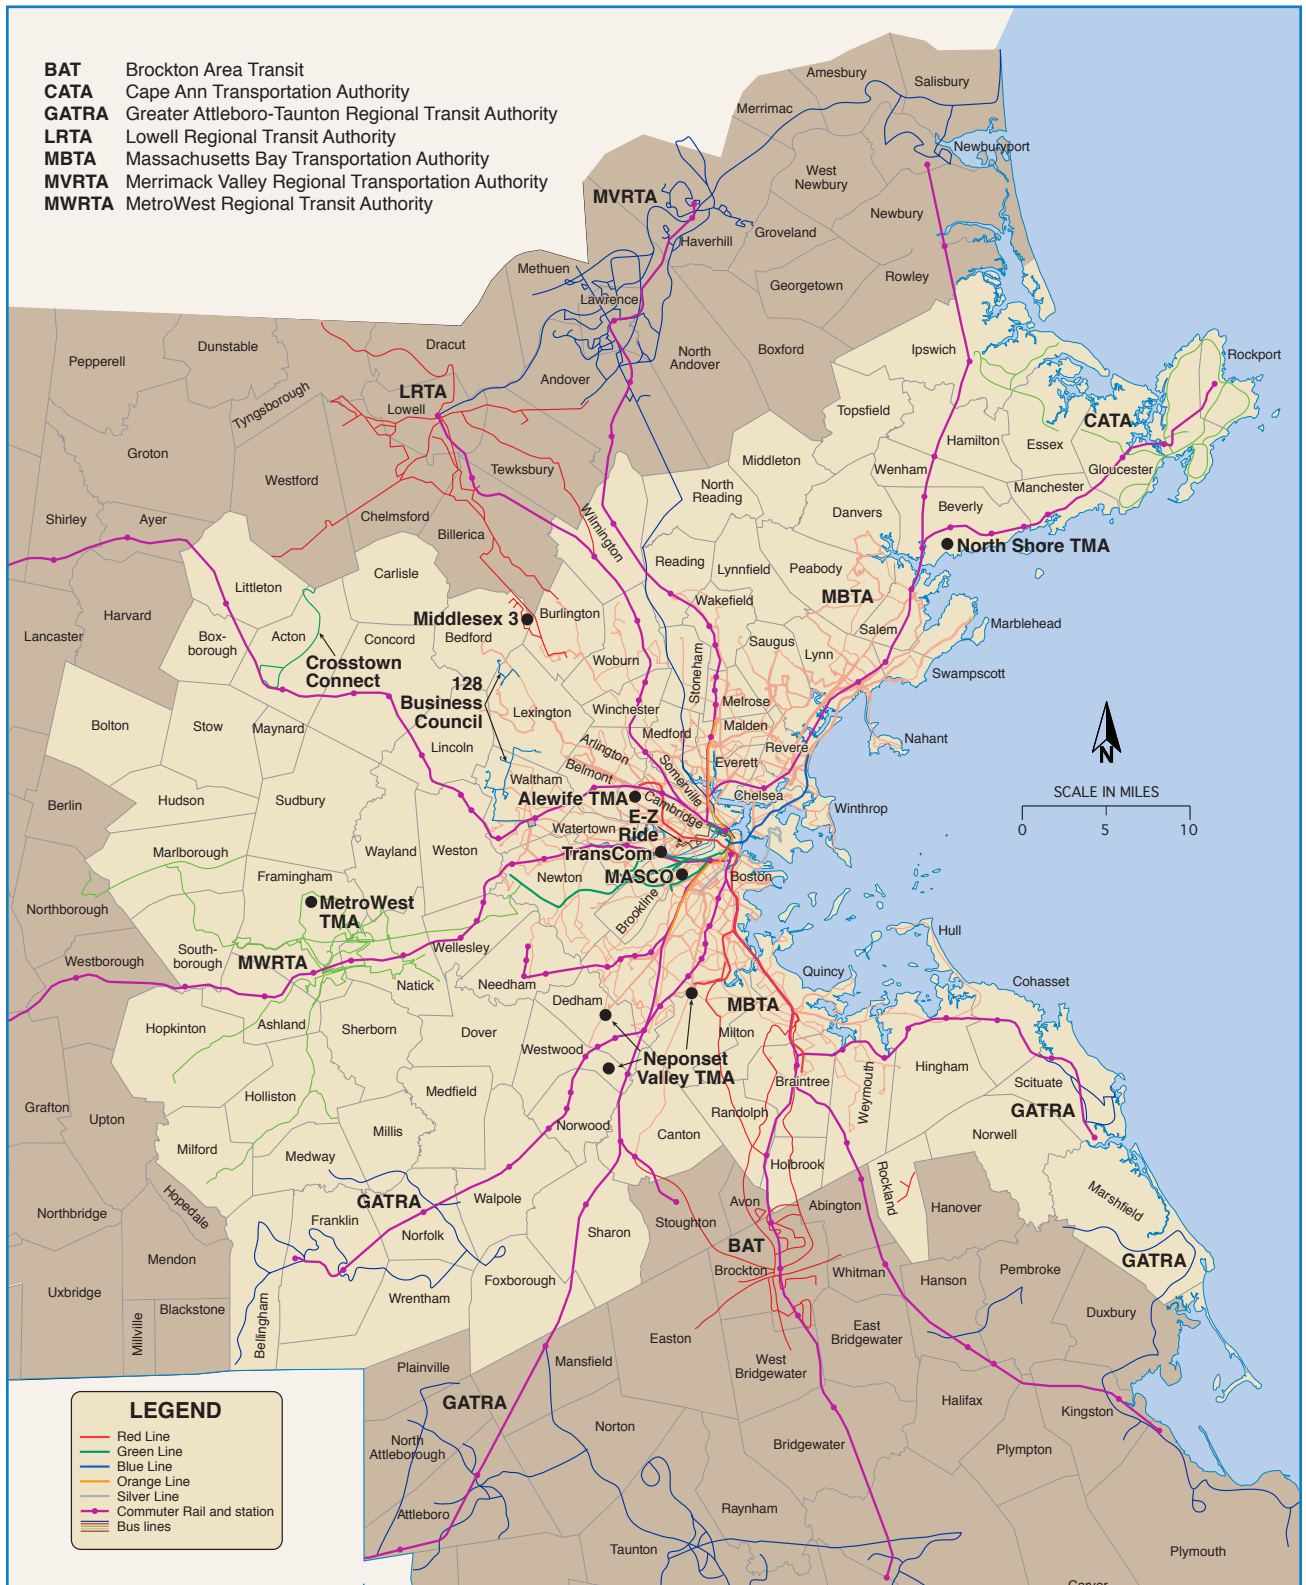 BAT Brockton Area Transit
CATA Cape Ann Transportation Authority
GATRA Greater Attleboro-Taunton Regional Transit Authority
LRTA Lowell Regional Transit Authority
MBTA Massachusetts Bay Transportation Authority
MVRTA Merrimack Valley Regional Transportation Authority
MWRTA MetroWest Regional Transit Authority
Amesbury
Salisbury
Merrimac
Newburyport
West
Newbury
MVRTA
Newbury
Groveland
Haverhill
Methuen
Rowley
Georgetown
Lawrence
Dracut
Dunstable
Pepperell
North
Andover
Boxford
Ipswich
Rockport
Andover
LRTA
Lowell
Tyngsborough
Topsfield
CATA
Hamilton
Essex
Groton
Middleton
Wenham
Gloucester
Tewksbury
Westford
North
Reading
Manchester
Beverly
Danvers
Shirley
Ayer
Chelmsford
Billerica
Wilmington
North Shore TMA
Reading
Lynnfield
Peabody
Carlisle
Littleton
MBTA
Wakefield
Harvard
Middlesex 3
Burlington
Marblehead
Lancaster
Box-
borough
Acton
Concord
Bedford
Salem
Saugus
Lynn
Crosstown
Connect
Woburn
Stoneham
Swampscott
128
Business
Council
Lexington
Winchester
Melrose
Bolton
Stow
Maynard
Medford
Malden
Nahant
N
Lincoln
Arlington
Revere
Everett
Belmont
Somerville
Waltham
SCALE IN MILES
0 5 10
Berlin
Hudson
Sudbury
Alewife TMA
Cambridge
Chelsea
Winthrop
E-Z
Ride
Watertown
Marlborough
Wayland
Weston
TransCom
Framingham
Newton
MASCO
Boston
Northborough
MetroWest
TMA
Brookline
Hull
South-
borough
Wellesley
Westborough
MWRTA
Natick
Needham
Quincy
Cohasset
Dedham
MBTA
Hopkinton
Ashland
Sherborn
Dover
Milton
Westwood
Neponset
Valley TMA
Hingham
Braintree
Weymouth
Scituate
Medfield
Holliston
GATRA
Grafton
Upton
Randolph
Norwood
Millis
Canton
Norwell
Milford
Medway
Holbrook
Rockland
Marshfield
Hopedale
GATRA
Walpole
Avon
Abington
Hanover
Northbridge
Franklin
Norfolk
Sharon
Stoughton
BAT
Mendon
GATRA
Brockton
Whitman
Pembroke
Hanson
Foxborough
Uxbridge
Blackstone
Wrentham
Duxbury
Millville
Bellingham
Easton
East
Bridgewater
Plainville
Mansfield
West
Bridgewater
GATRA
Halifax
Kingston
LEGEND
Red Line
Green Line
Blue Line
Orange Line
Silver Line
Commuter Rail and station
Bus lines
Norton
North
Attleborough
Bridgewater
Plympton
Raynham
Attleboro
Taunton
Plymouth
Carver